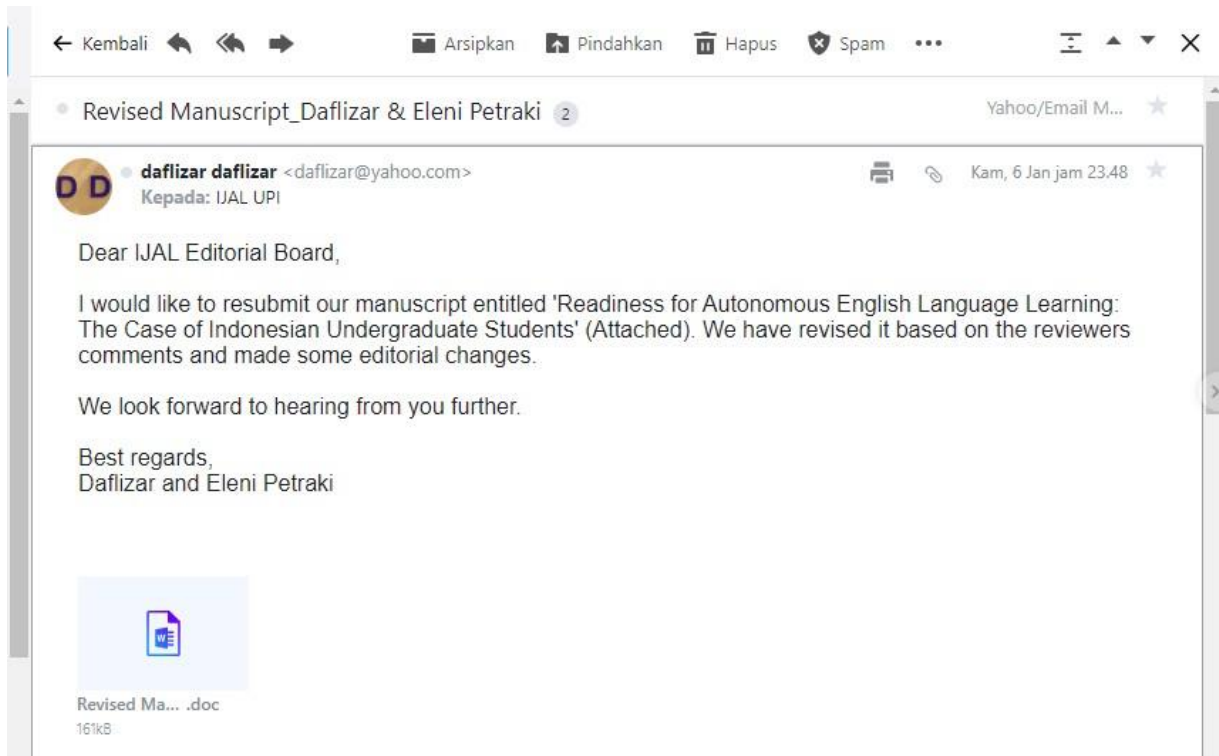 Kembali Arsipkan Pindahkan Hapus Spam
Revised Manuscript_Daflizar & Eleni Petraki 2 Yahoo/Email M...
D D daflizar daflizar <daflizar@yahoo.com> Kam, 6 Jan jam 23.48
Kepada: IJAL UPI
Dear IJAL Editorial Board,
I would like to resubmit our manuscript entitled 'Readiness for Autonomous English Language Learning:
The Case of Indonesian Undergraduate Students' (Attached). We have revised it based on the reviewers
comments and made some editorial changes.
We look forward to hearing from you further.
Best regards,
Daflizar and Eleni Petraki
W
Revised Ma... .doc
161kB